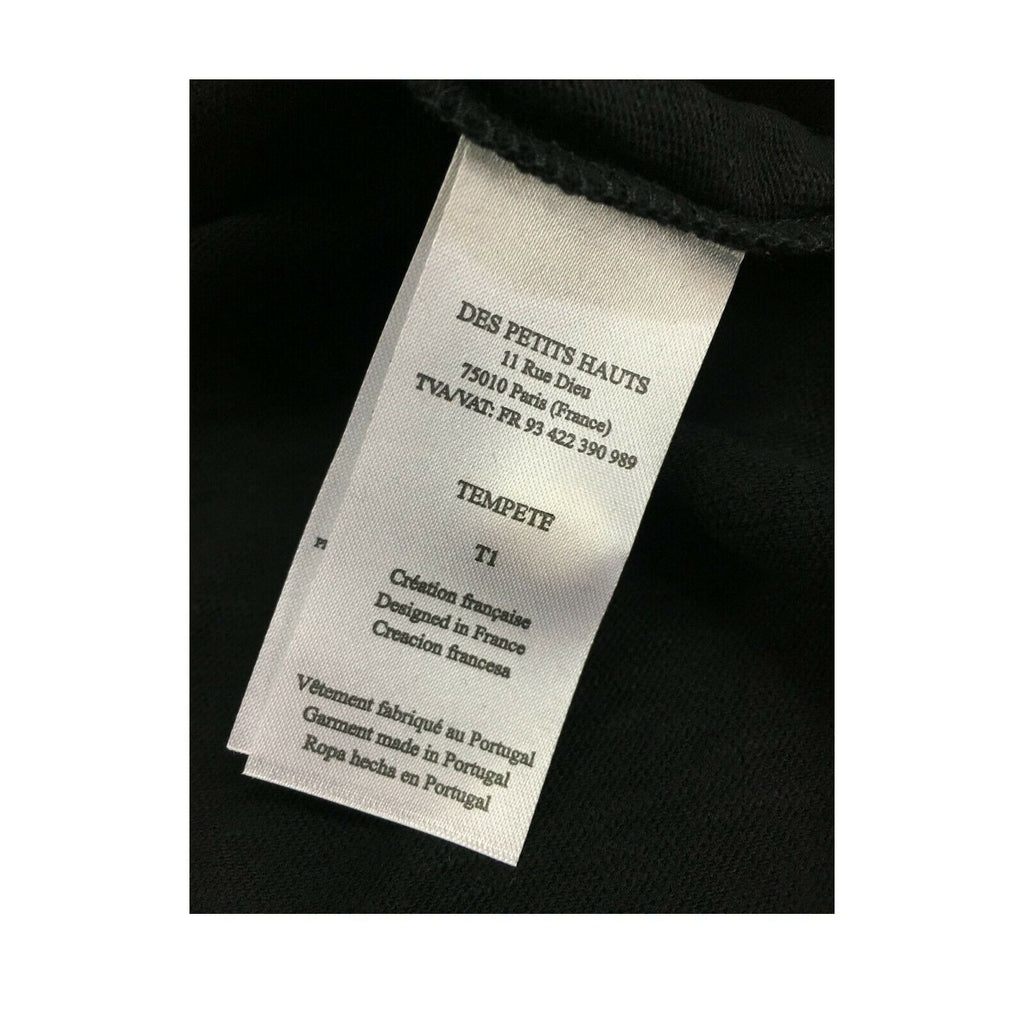 DES PETITS HAUTS
11 Rue Dieu
75010 Paris (France)
TVA/VAT: FR 93 422 390 989
TEMPETE
T1
Création française
Designed in France
Creacion francesa
Vêtement fabriqué au Portugal
Garment made in Portugal
Ropa hecha en Portugal